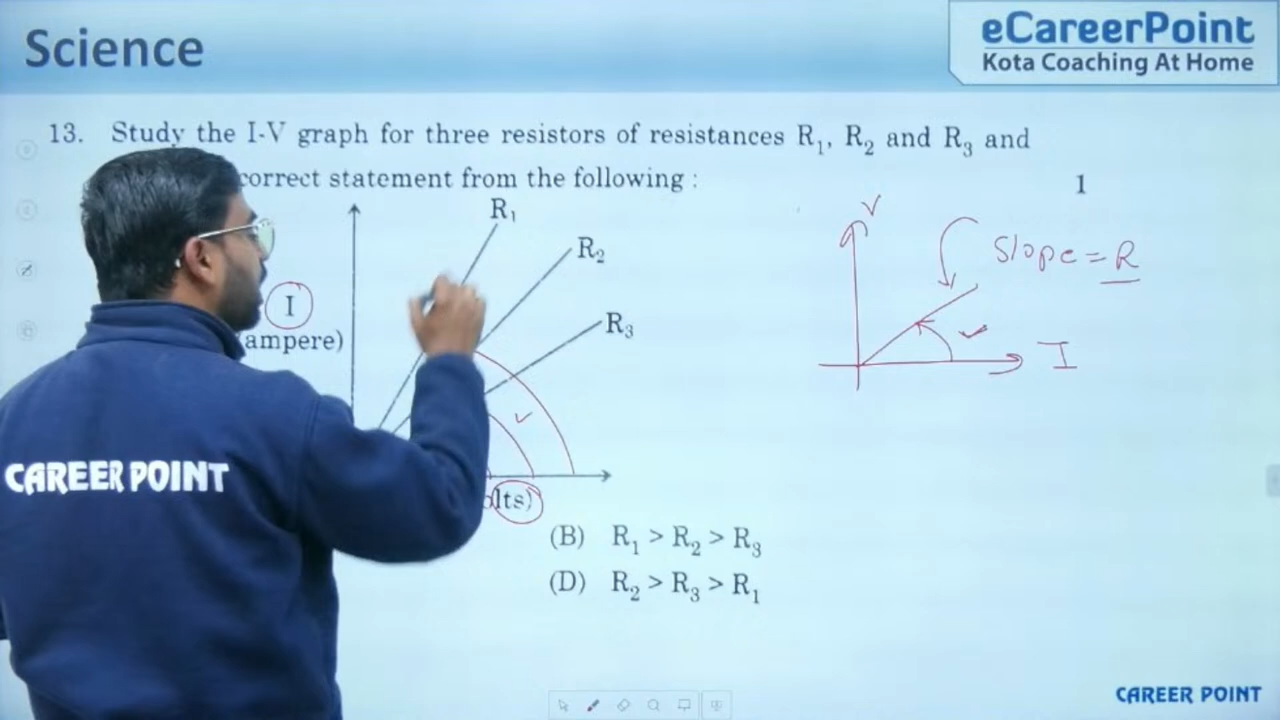 Science
eCareerPoint
Kota Coaching At Home
13. Study the I-V graph for three resistors of resistances R₁, R₂ and R₃ and
correct statement from the following :
1
R₁
R₂
R₃
I
(ampere)
olts)
V
Slope = R
I
CAREER POINT
(B) R₁ > R₂ > R₃
(D) R₂ > R₃ > R₁
CAREER POINT